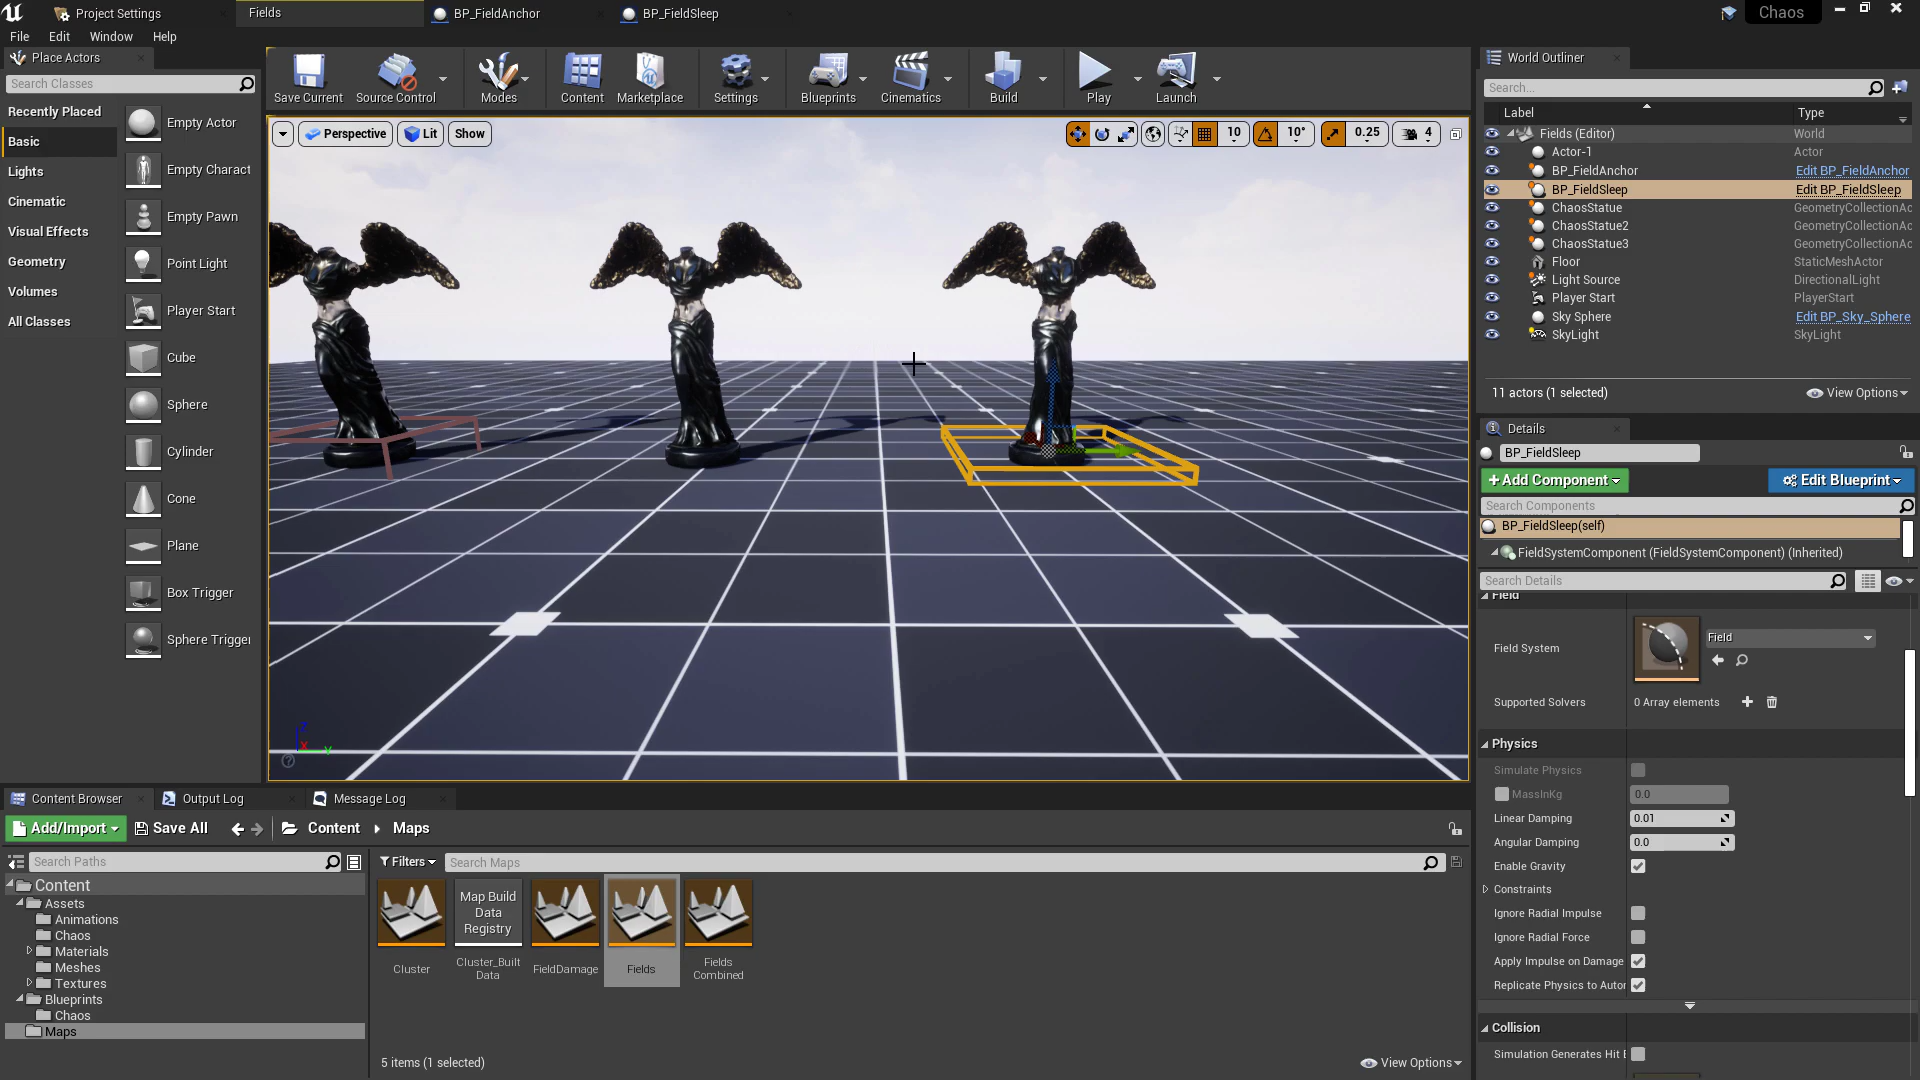 Project Settings
Fields
BP_FieldAnchor
BP_FieldSleep
Chaos
File
Edit
Window
Help
Place Actors
Search Classes
Recently Placed
Basic
Lights
Cinematic
Visual Effects
Geometry
Volumes
All Classes
Empty Actor
Empty Charact
Empty Pawn
Point Light
Player Start
Cube
Sphere
Cylinder
Cone
Plane
Box Trigger
Sphere Trigger
Save Current
Source Control
Modes
Content
Marketplace
Settings
Blueprints
Cinematics
Build
Play
Launch
Perspective
Lit
Show
10
10°
0.25
4
World Outliner
Search...
Label
Type
Fields (Editor)
World
Actor-1
Actor
BP_FieldAnchor
Edit BP_FieldAnchor
BP_FieldSleep
Edit BP_FieldSleep
ChaosStatue
GeometryCollectionAc
ChaosStatue2
GeometryCollectionAc
ChaosStatue3
GeometryCollectionAc
Floor
StaticMeshActor
Light Source
DirectionalLight
Player Start
PlayerStart
Sky Sphere
Edit BP_Sky_Sphere
SkyLight
SkyLight
11 actors (1 selected)
View Options
Details
BP_FieldSleep
+Add Component
Edit Blueprint
Search Components
BP_FieldSleep(self)
FieldSystemComponent (FieldSystemComponent) (Inherited)
Search Details
Field
Field System
Field
Supported Solvers
0 Array elements
Physics
Simulate Physics
MassInKg
0.0
Linear Damping
0.01
Angular Damping
0.0
Enable Gravity
Constraints
Ignore Radial Impulse
Ignore Radial Force
Apply Impulse on Damage
Replicate Physics to Auto
Collision
Simulation Generates Hit E
X
Y
Z
Content Browser
Output Log
Message Log
Add/Import
Save All
Content
Maps
Search Paths
Filters
Search Maps
Content
Assets
Animations
Chaos
Materials
Meshes
Textures
Blueprints
Chaos
Maps
Map Build
Data
Registry
Cluster
Cluster_Built
Data
FieldDamage
Fields
Fields
Combined
5 items (1 selected)
View Options